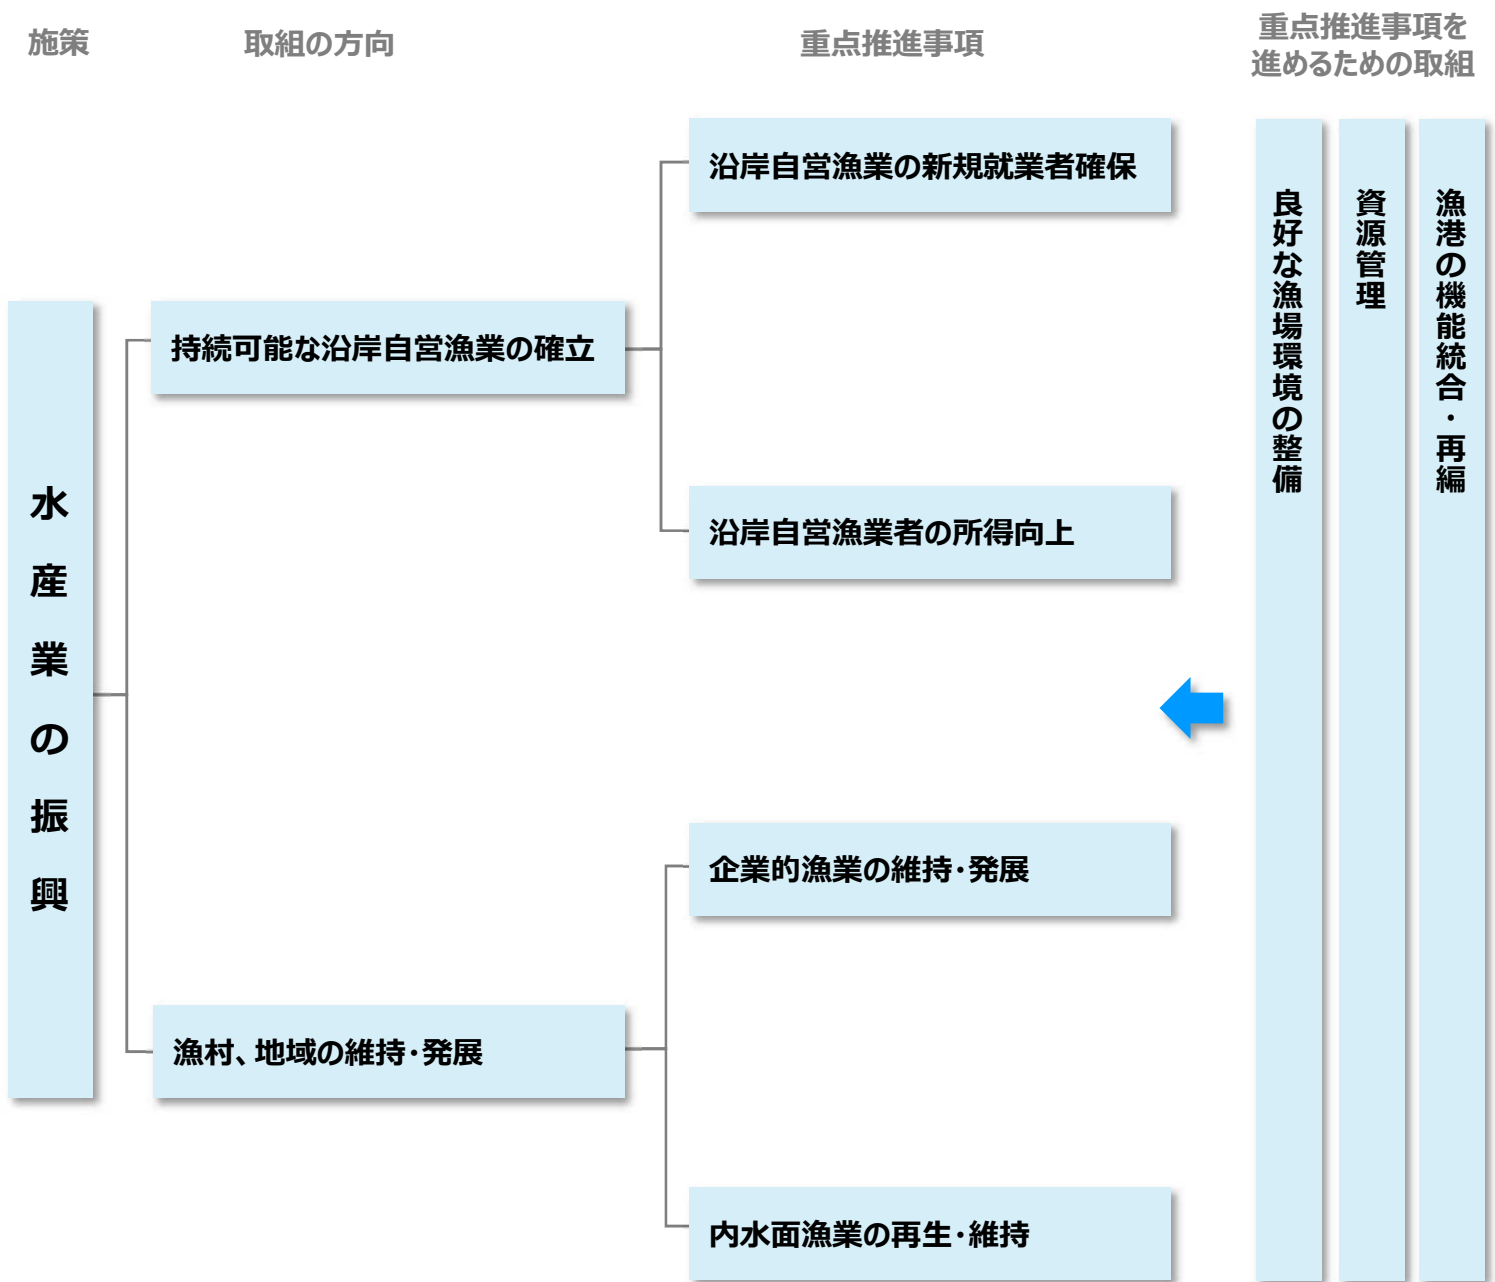 施策
取組の方向
重点推進事項
重点推進事項を
進めるための取組
水産業の振興
持続可能な沿岸自営漁業の確立
沿岸自営漁業の新規就業者確保
沿岸自営漁業者の所得向上
漁村、地域の維持・発展
企業的漁業の維持・発展
内水面漁業の再生・維持
良好な漁場環境の整備
資源管理
漁港の機能統合・再編